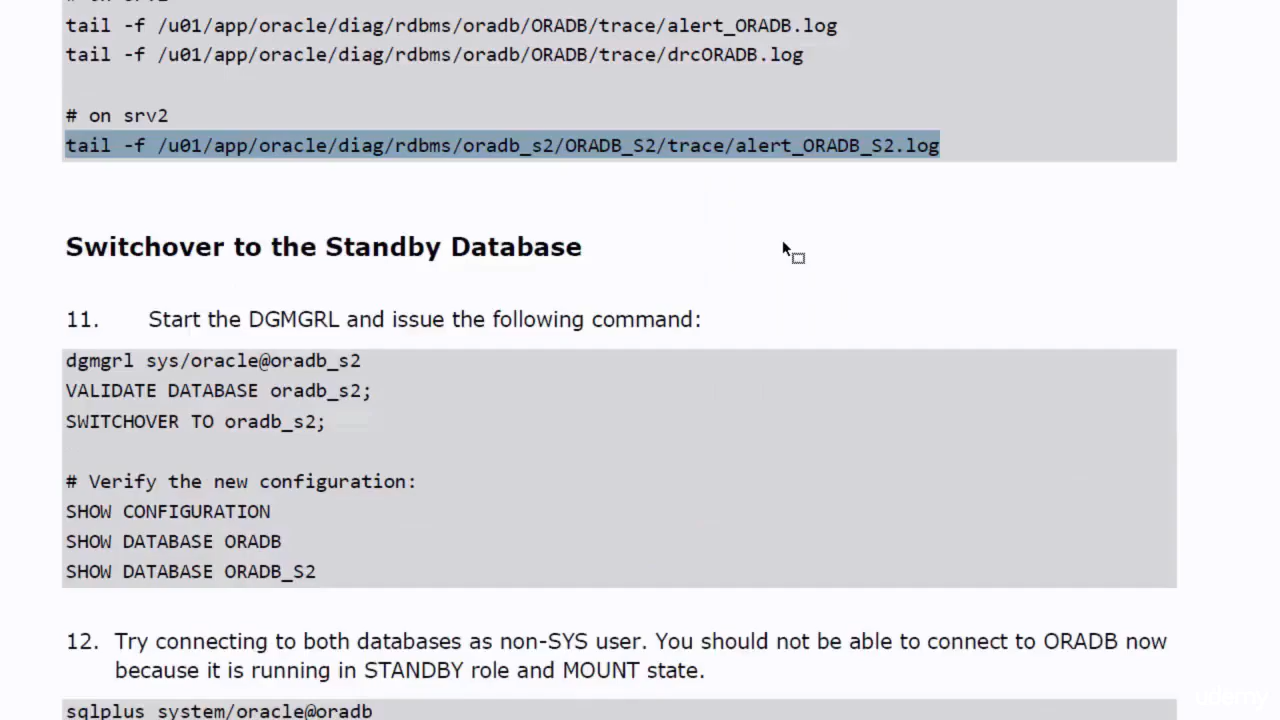 # on srv1
tail -f /u01/app/oracle/diag/rdbms/oradb/ORADB/trace/alert_ORADB.log
tail -f /u01/app/oracle/diag/rdbms/oradb/ORADB/trace/drcORADB.log
# on srv2
tail -f /u01/app/oracle/diag/rdbms/oradb_s2/ORADB_S2/trace/alert_ORADB_S2.log
Switchover to the Standby Database
11. Start the DGMGRL and issue the following command:
dgmgrl sys/oracle@oradb_s2
VALIDATE DATABASE oradb_s2;
SWITCHOVER TO oradb_s2;
# Verify the new configuration:
SHOW CONFIGURATION
SHOW DATABASE ORADB
SHOW DATABASE ORADB_S2
12. Try connecting to both databases as non-SYS user. You should not be able to connect to ORADB now
because it is running in STANDBY role and MOUNT state.
sqlplus system/oracle@oradb
udemy